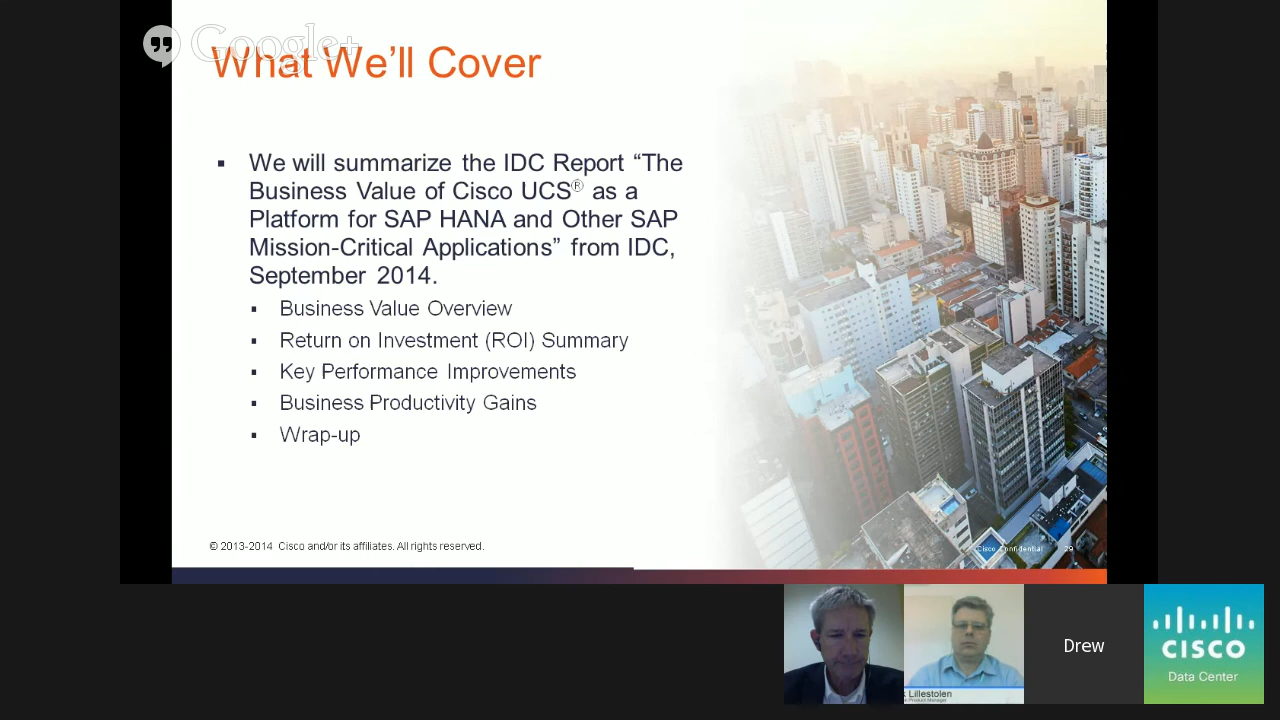 Google+
What We'll Cover
▪ We will summarize the IDC Report “The
Business Value of Cisco UCS® as a
Platform for SAP HANA and Other SAP
Mission-Critical Applications” from IDC,
September 2014.
▪ Business Value Overview
▪ Return on Investment (ROI) Summary
▪ Key Performance Improvements
▪ Business Productivity Gains
▪ Wrap-up
© 2013-2014 Cisco and/or its affiliates. All rights reserved.
Cisco Confidential 29
k Lillestolen
Product Manager
Drew
CISCO
Data Center